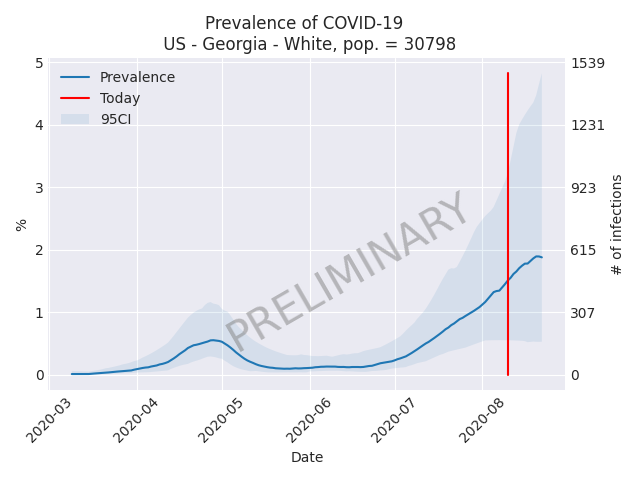 Prevalence of COVID-19
US - Georgia - White, pop. = 30798
Prevalence
Today
95CI
PRELIMINARY
%
5
4
3
2
1
0
1539
1231
923
615
307
0
# of infections
2020-03
2020-04
2020-05
2020-06
2020-07
2020-08
Date